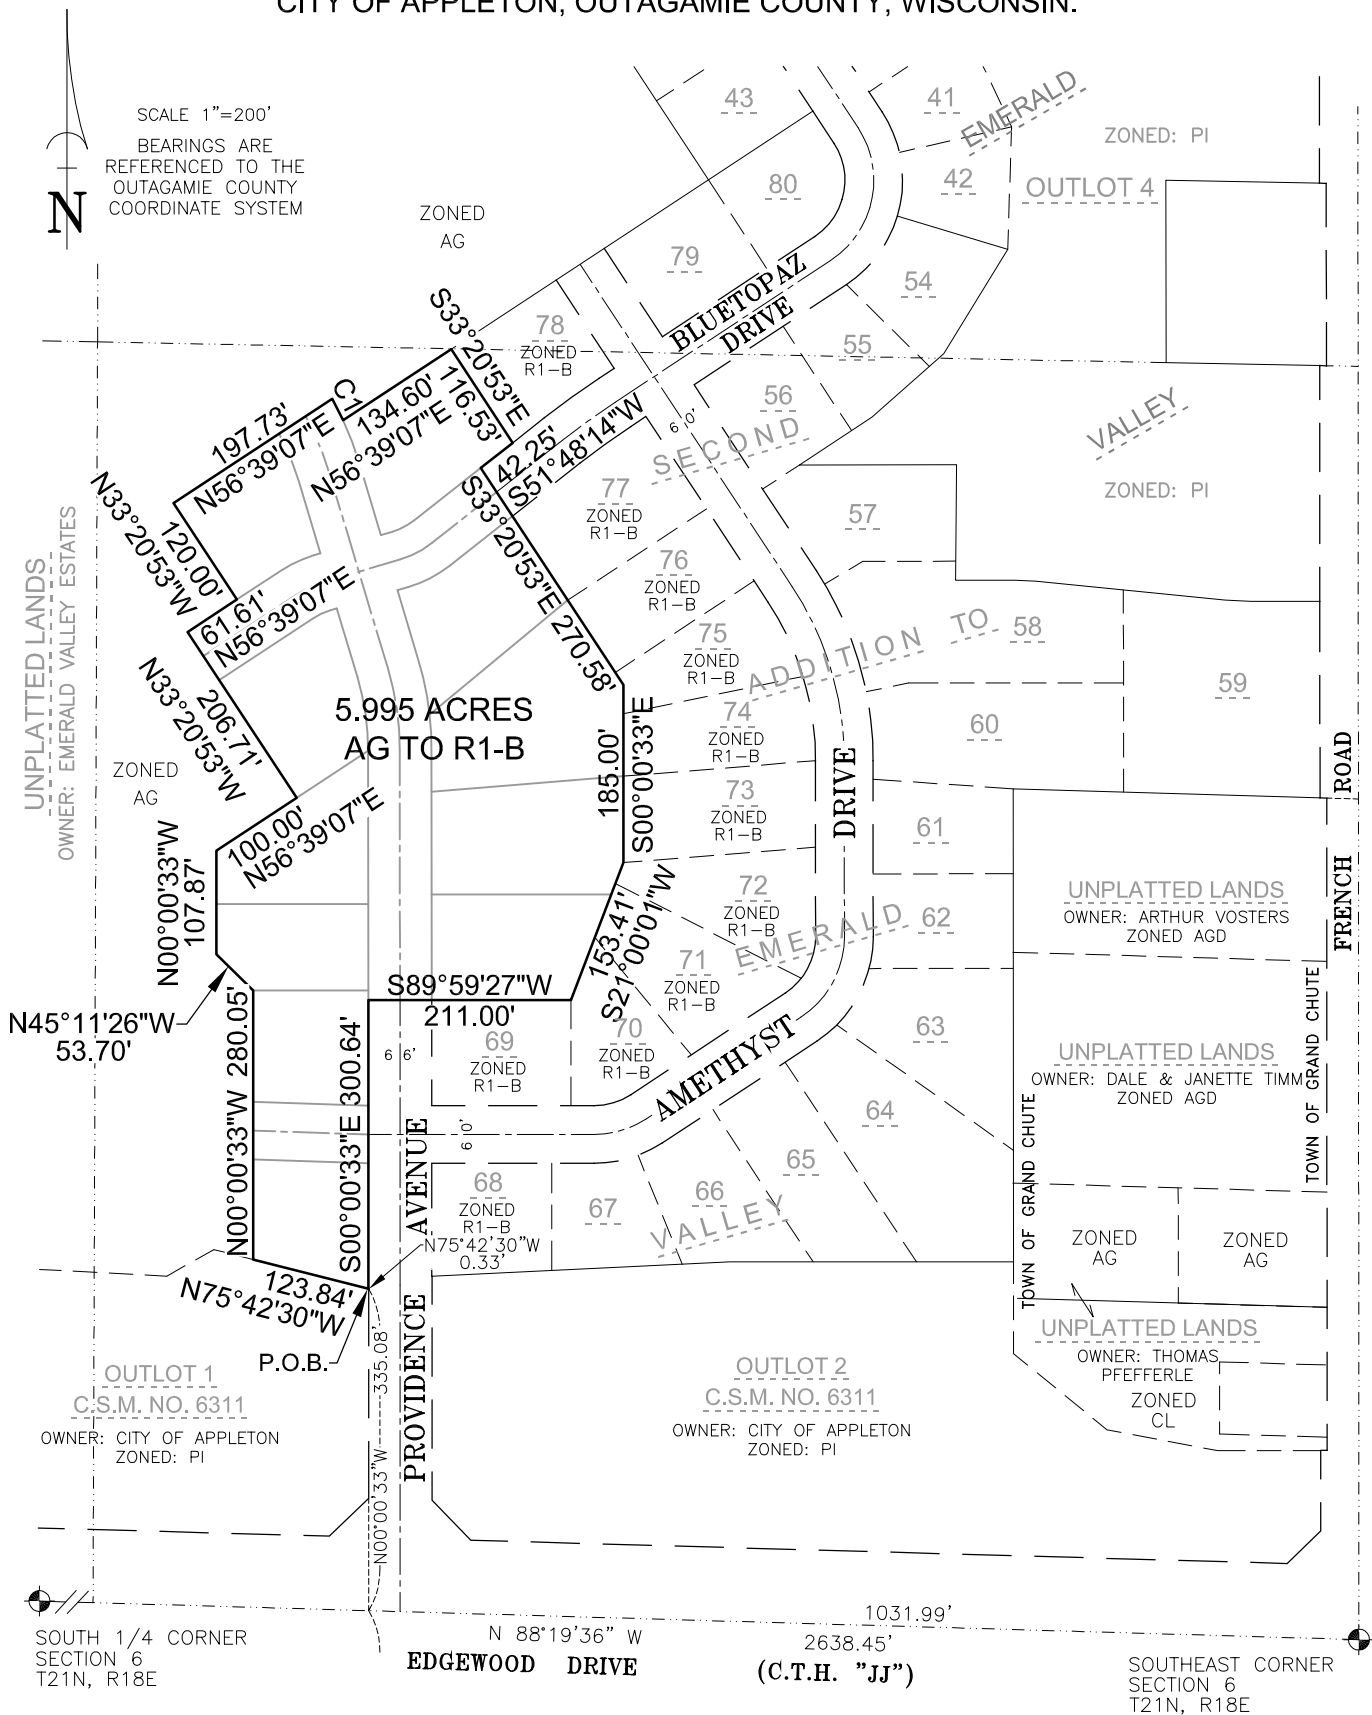 CITY OF APPLETON, OUTAGAMIE COUNTY, WISCONSIN.
SCALE 1"=200'
BEARINGS ARE
REFERENCED TO THE
OUTAGAMIE COUNTY
COORDINATE SYSTEM
N
ZONED
AG
43
41
EMERALD
ZONED: PI
80
42
OUTLOT 4
79
54
BLUETOPAZ
DRIVE
78
ZONED
R1-B
55
56
S33°20'53"E
116.53'
C1
134.60'
N56°39'07"E
197.73'
N56°39'07"E
42.25'
S51°48'14"W
60'
SECOND
VALLEY
ZONED: PI
N33°20'53"W
120.00'
S33°20'53"E 270.58'
77
ZONED
R1-B
57
76
ZONED
R1-B
61.61'
N56°39'07"E
UNPLATTED LANDS
OWNER: EMERALD VALLEY ESTATES
75
ZONED
R1-B
ADDITION TO
58
59
N33°20'53"W
206.71'
5.995 ACRES
AG TO R1-B
185.00'
S00°00'33"E
74
ZONED
R1-B
60
ZONED
AG
DRIVE
ROAD
73
ZONED
R1-B
61
100.00'
N56°39'07"E
N00°00'33"W
107.87'
FRENCH
72
ZONED
R1-B
62
EMERALD
UNPLATTED LANDS
OWNER: ARTHUR VOSTERS
ZONED AGD
153.41'
S21°00'01"W
71
ZONED
R1-B
S89°59'27"W
211.00'
N45°11'26"W
53.70'
N00°00'33"W 280.05'
S00°00'33"E 300.64'
66'
69
ZONED
R1-B
70
ZONED
R1-B
AMETHYST
63
UNPLATTED LANDS
OWNER: DALE & JANETTE TIMM
ZONED AGD
TOWN OF GRAND CHUTE
TOWN OF GRAND CHUTE
64
60'
65
AVENUE
68
ZONED
R1-B
67
66
VALLEY
N75°42'30"W
0.33'
ZONED
AG
ZONED
AG
123.84'
N75°42'30"W
P.O.B.
UNPLATTED LANDS
OWNER: THOMAS
PFEFFERLE
ZONED
CL
OUTLOT 1
C.S.M. NO. 6311
OWNER: CITY OF APPLETON
ZONED: PI
N00°00'33"W
335.08'
PROVIDENCE
OUTLOT 2
C.S.M. NO. 6311
OWNER: CITY OF APPLETON
ZONED: PI
1031.99'
N 88°19'36" W
2638.45'
EDGEWOOD DRIVE
(C.T.H. "JJ")
SOUTH 1/4 CORNER
SECTION 6
T21N, R18E
SOUTHEAST CORNER
SECTION 6
T21N, R18E